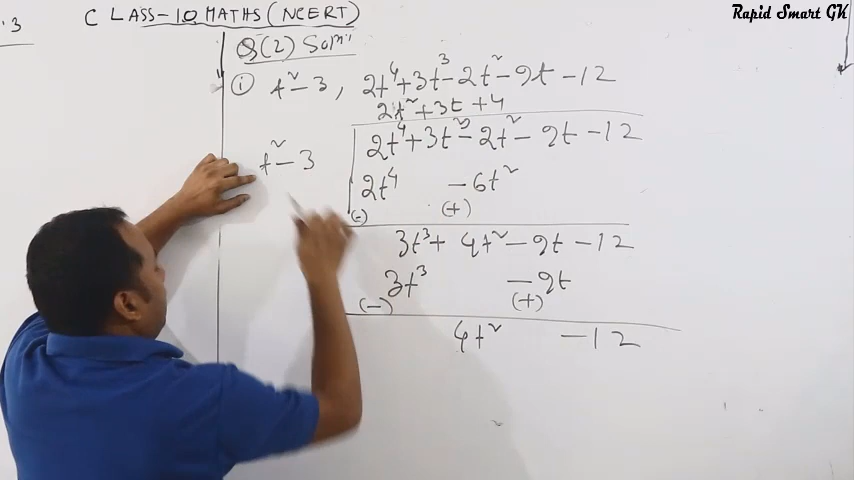 Rapid Smart GK
.3 CLASS-10 MATHS (NCERT)
Q(2) Soln:
(i) t² - 3, 2t⁴ + 3t³ - 2t² - 9t - 12
2t² + 3t + 4
t² - 3 2t⁴ + 3t³ - 2t² - 9t - 12
2t⁴ - 6t²
(-) (+)
3t³ + 4t² - 9t - 12
3t³ - 9t
(-) (+)
4t² - 12